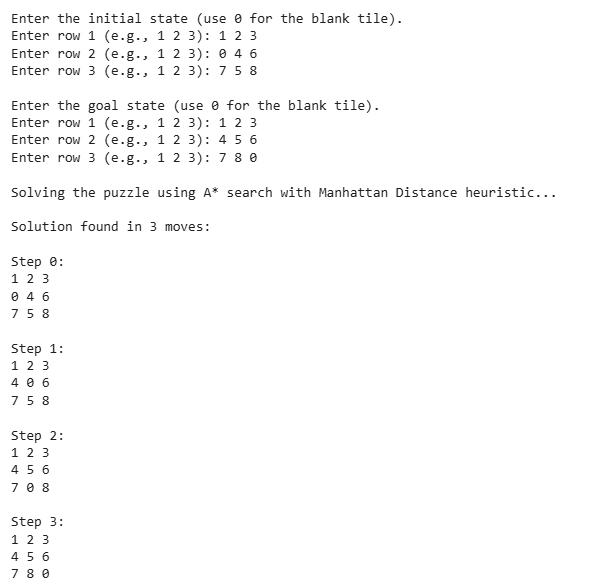 Enter the initial state (use 0 for the blank tile).
Enter row 1 (e.g., 1 2 3): 1 2 3
Enter row 2 (e.g., 1 2 3): 0 4 6
Enter row 3 (e.g., 1 2 3): 7 5 8
Enter the goal state (use 0 for the blank tile).
Enter row 1 (e.g., 1 2 3): 1 2 3
Enter row 2 (e.g., 1 2 3): 4 5 6
Enter row 3 (e.g., 1 2 3): 7 8 0
Solving the puzzle using A* search with Manhattan Distance heuristic...
Solution found in 3 moves:
Step 0:
1 2 3
0 4 6
7 5 8
Step 1:
1 2 3
4 0 6
7 5 8
Step 2:
1 2 3
4 5 6
7 0 8
Step 3:
1 2 3
4 5 6
7 8 0